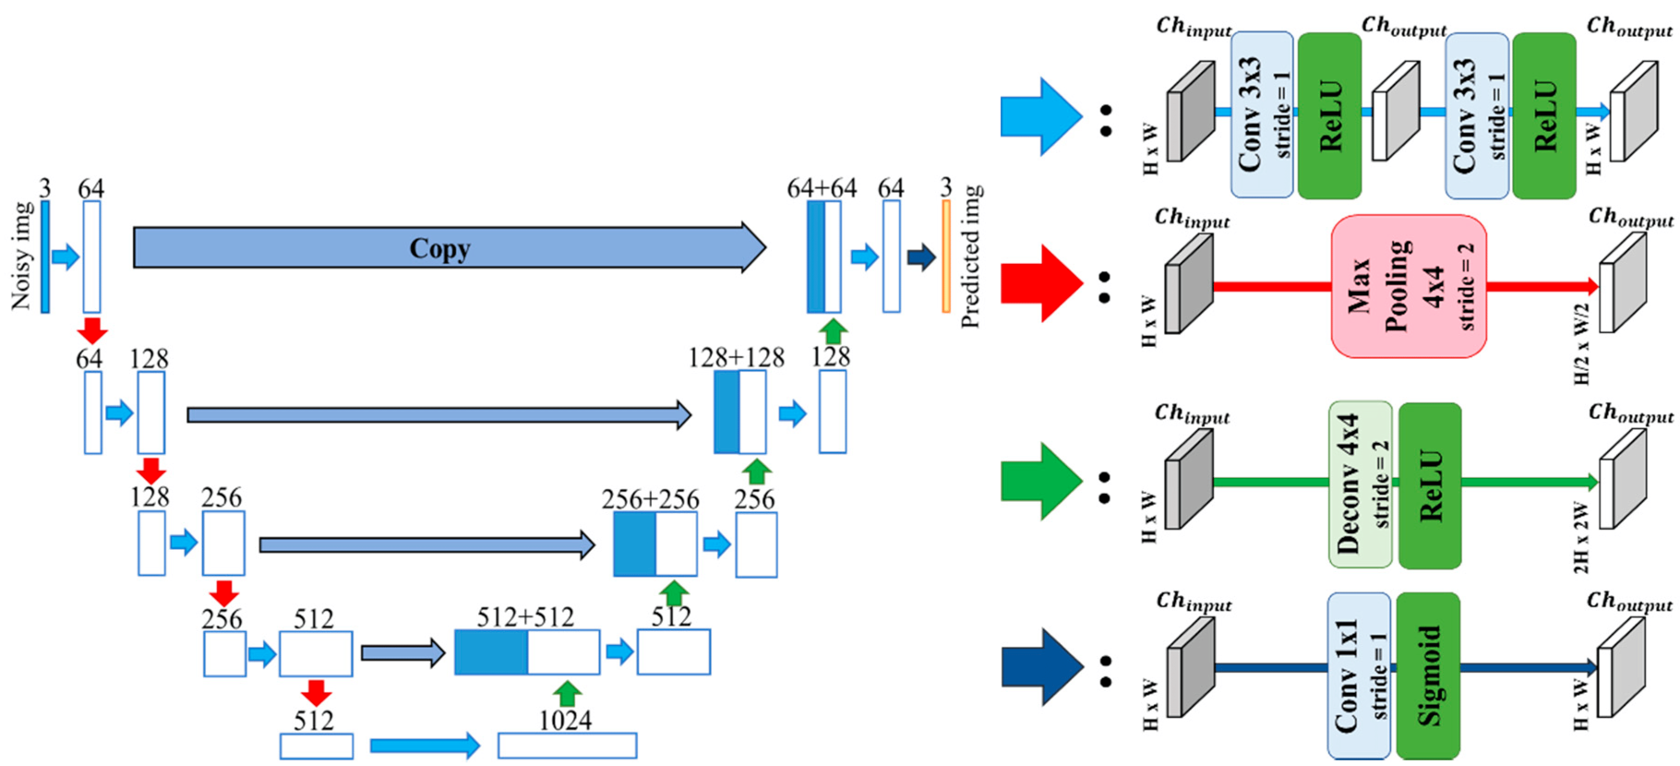 3 64
Noisy img
Copy
64+64 64 3
Predicted img
64 128
128+128 128
128 256
256+256 256
256 512
512+512 512
512 1024
Ch_input Ch_output Ch_output
H x W
Conv 3x3
stride = 1
ReLU
Conv 3x3
stride = 1
ReLU
H x W
Ch_input Ch_output
H x W
Max
Pooling
4x4
stride = 2
H/2 x W/2
Ch_input Ch_output
H x W
Deconv 4x4
stride = 2
ReLU
2H x 2W
Ch_input Ch_output
H x W
Conv 1x1
stride = 1
Sigmoid
H x W